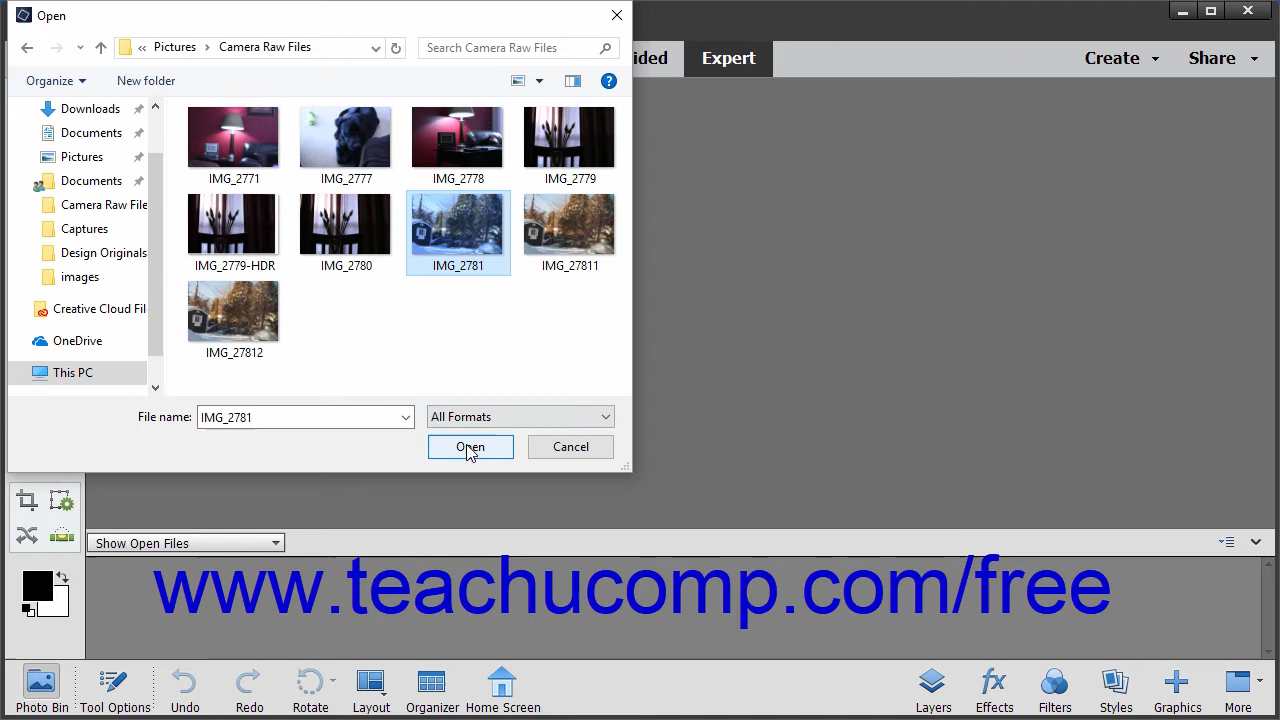 Open
Pictures
Camera Raw Files
Search Camera Raw Files
ided
Expert
Create
Share
Organize
New folder
Downloads
Documents
Pictures
Documents
Camera Raw File
Captures
Design Originals
images
Creative Cloud Fil
OneDrive
This PC
IMG_2771
IMG_2777
IMG_2778
IMG_2779
IMG_2779-HDR
IMG_2780
IMG_2781
IMG_27811
IMG_27812
File name:
IMG_2781
All Formats
Open
Cancel
Show Open Files
www.teachucomp.com/free
Photo Bin
Tool Options
Undo
Redo
Rotate
Layout
Organizer
Home Screen
Layers
fx
Effects
Filters
Styles
Graphics
More